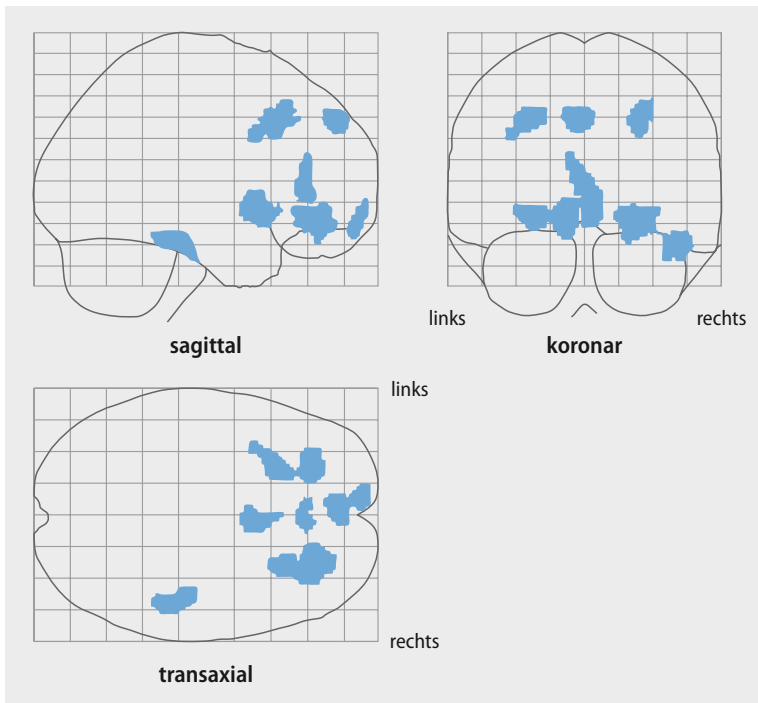 links
rechts
sagittal
koronar
links
rechts
transaxial